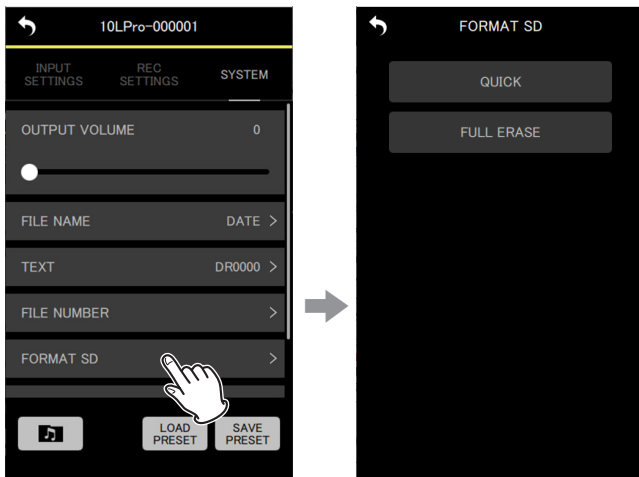 10LPro-000001
INPUT
SETTINGS
REC
SETTINGS
SYSTEM
OUTPUT VOLUME 0
FILE NAME DATE >
TEXT DR0000 >
FILE NUMBER >
FORMAT SD >
LOAD
PRESET
SAVE
PRESET
FORMAT SD
QUICK
FULL ERASE